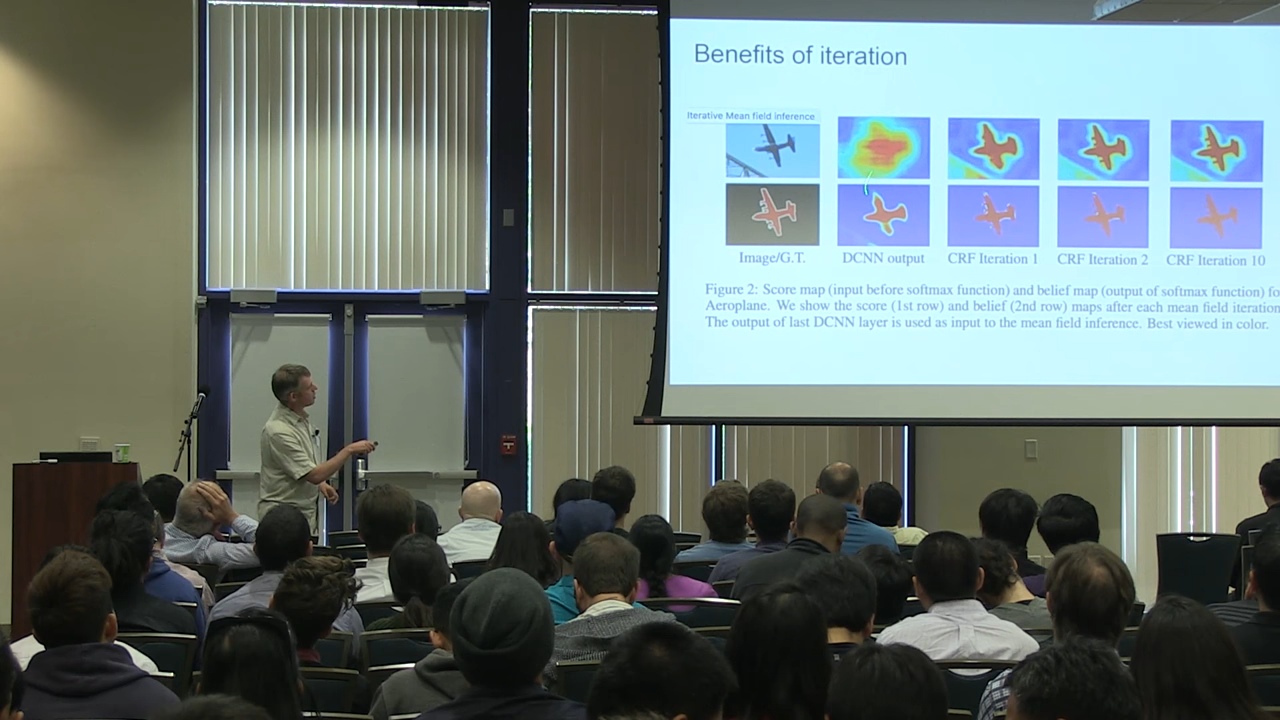 Benefits of iteration
Iterative Mean field inference
Image/G.T. DCNN output CRF Iteration 1 CRF Iteration 2 CRF Iteration 10
Figure 2: Score map (input before softmax function) and belief map (output of softmax function) fo
Aeroplane. We show the score (1st row) and belief (2nd row) maps after each mean field iteration
The output of last DCNN layer is used as input to the mean field inference. Best viewed in color.